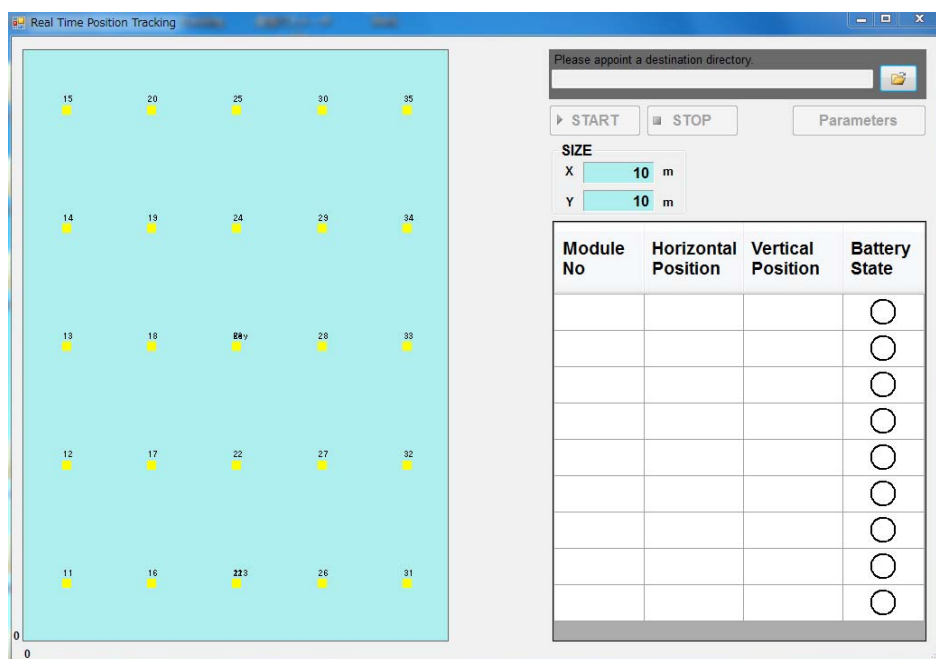 Real Time Position Tracking
15 20 25 30 35
14 19 24 29 34
13 18 28 33
12 17 22 27 32
11 16 26 31
0
0
Please appoint a destination directory.
START STOP Parameters
SIZE
X 10 m
Y 10 m
Module No
Horizontal Position
Vertical Position
Battery State